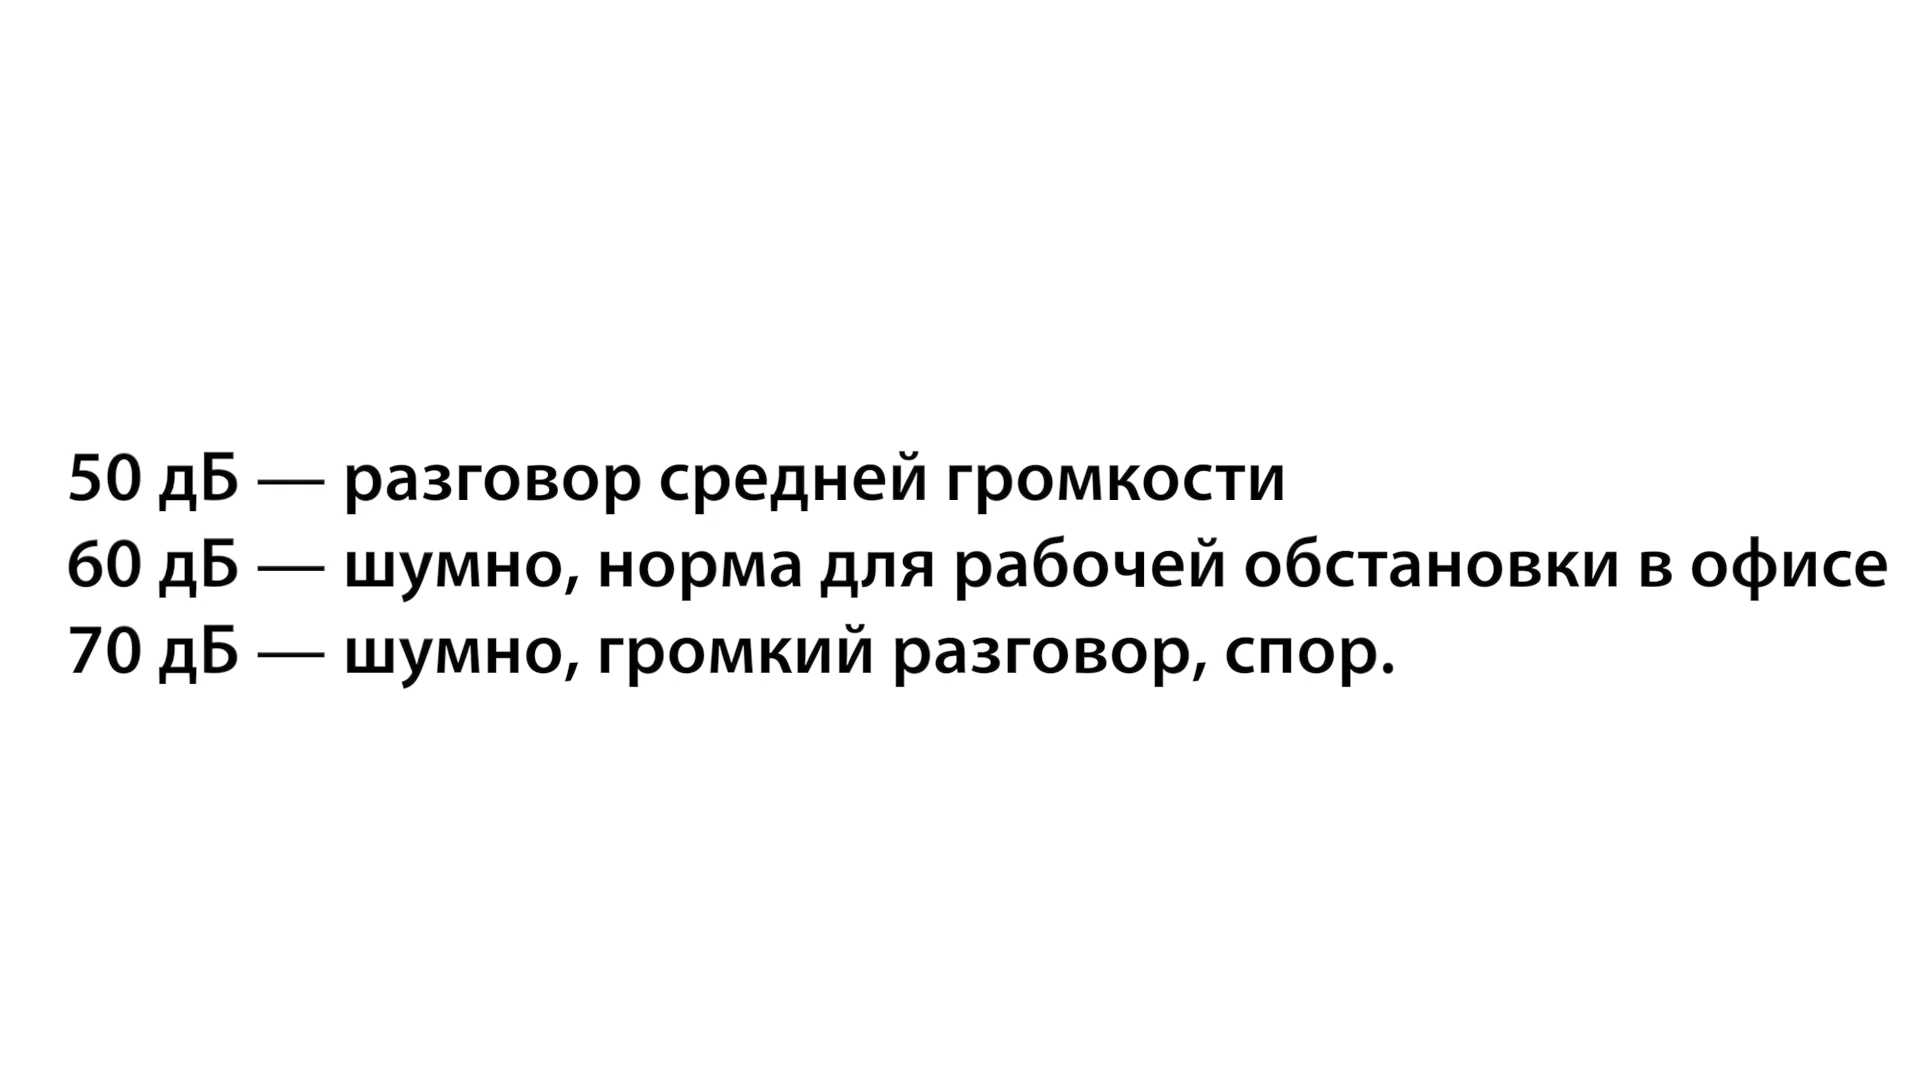 50 дБ — разговор средней громкости
60 дБ — шумно, норма для рабочей обстановки в офисе
70 дБ — шумно, громкий разговор, спор.